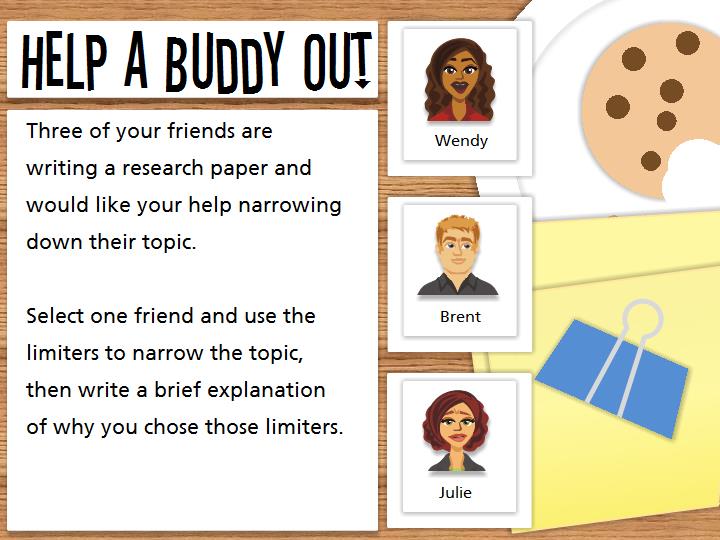 HELP A BUDDY OUT!
Three of your friends are
writing a research paper and
would like your help narrowing
down their topic.
Select one friend and use the
limiters to narrow the topic,
then write a brief explanation
of why you chose those limiters.
Wendy
Brent
Julie